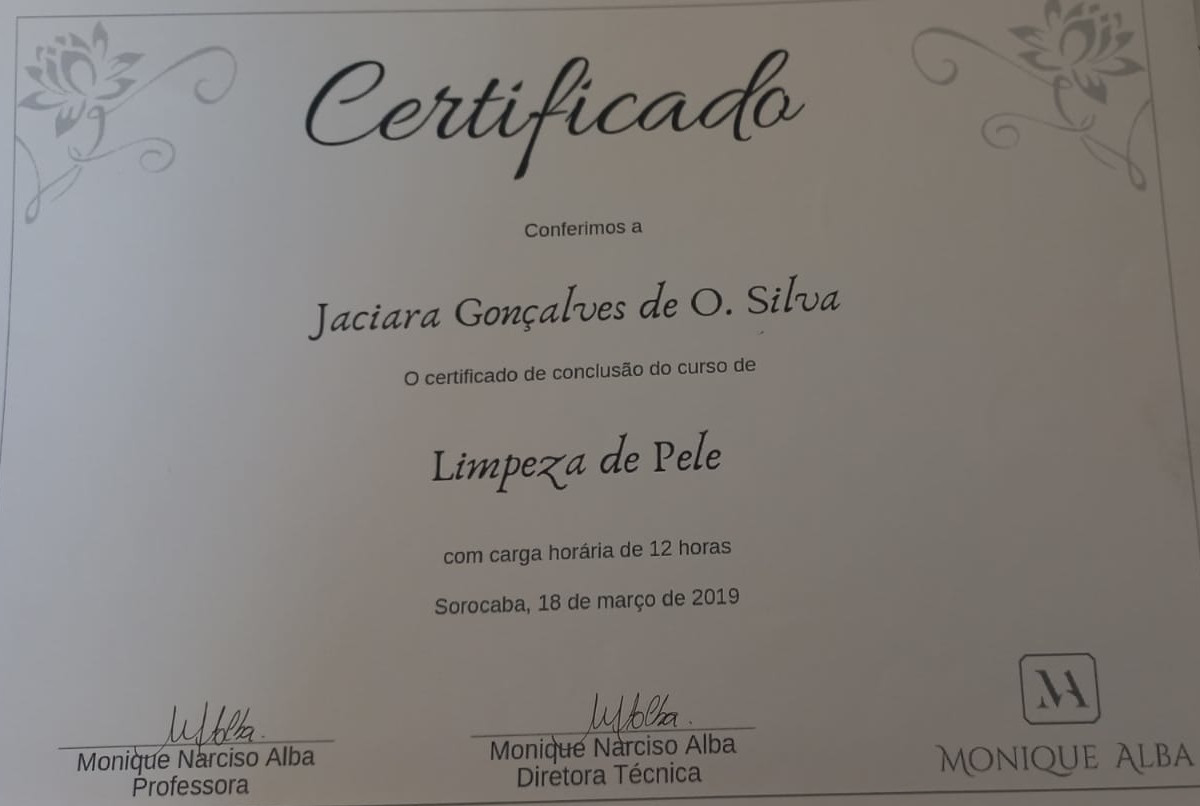 Certificado
Conferimos a
Jaciara Gonçalves de O. Silva
O certificado de conclusão do curso de
Limpeza de Pele
com carga horária de 12 horas
Sorocaba, 18 de março de 2019
Monique Narciso Alba
Professora
Monique Narciso Alba
Diretora Técnica
MA
MONIQUE ALBA